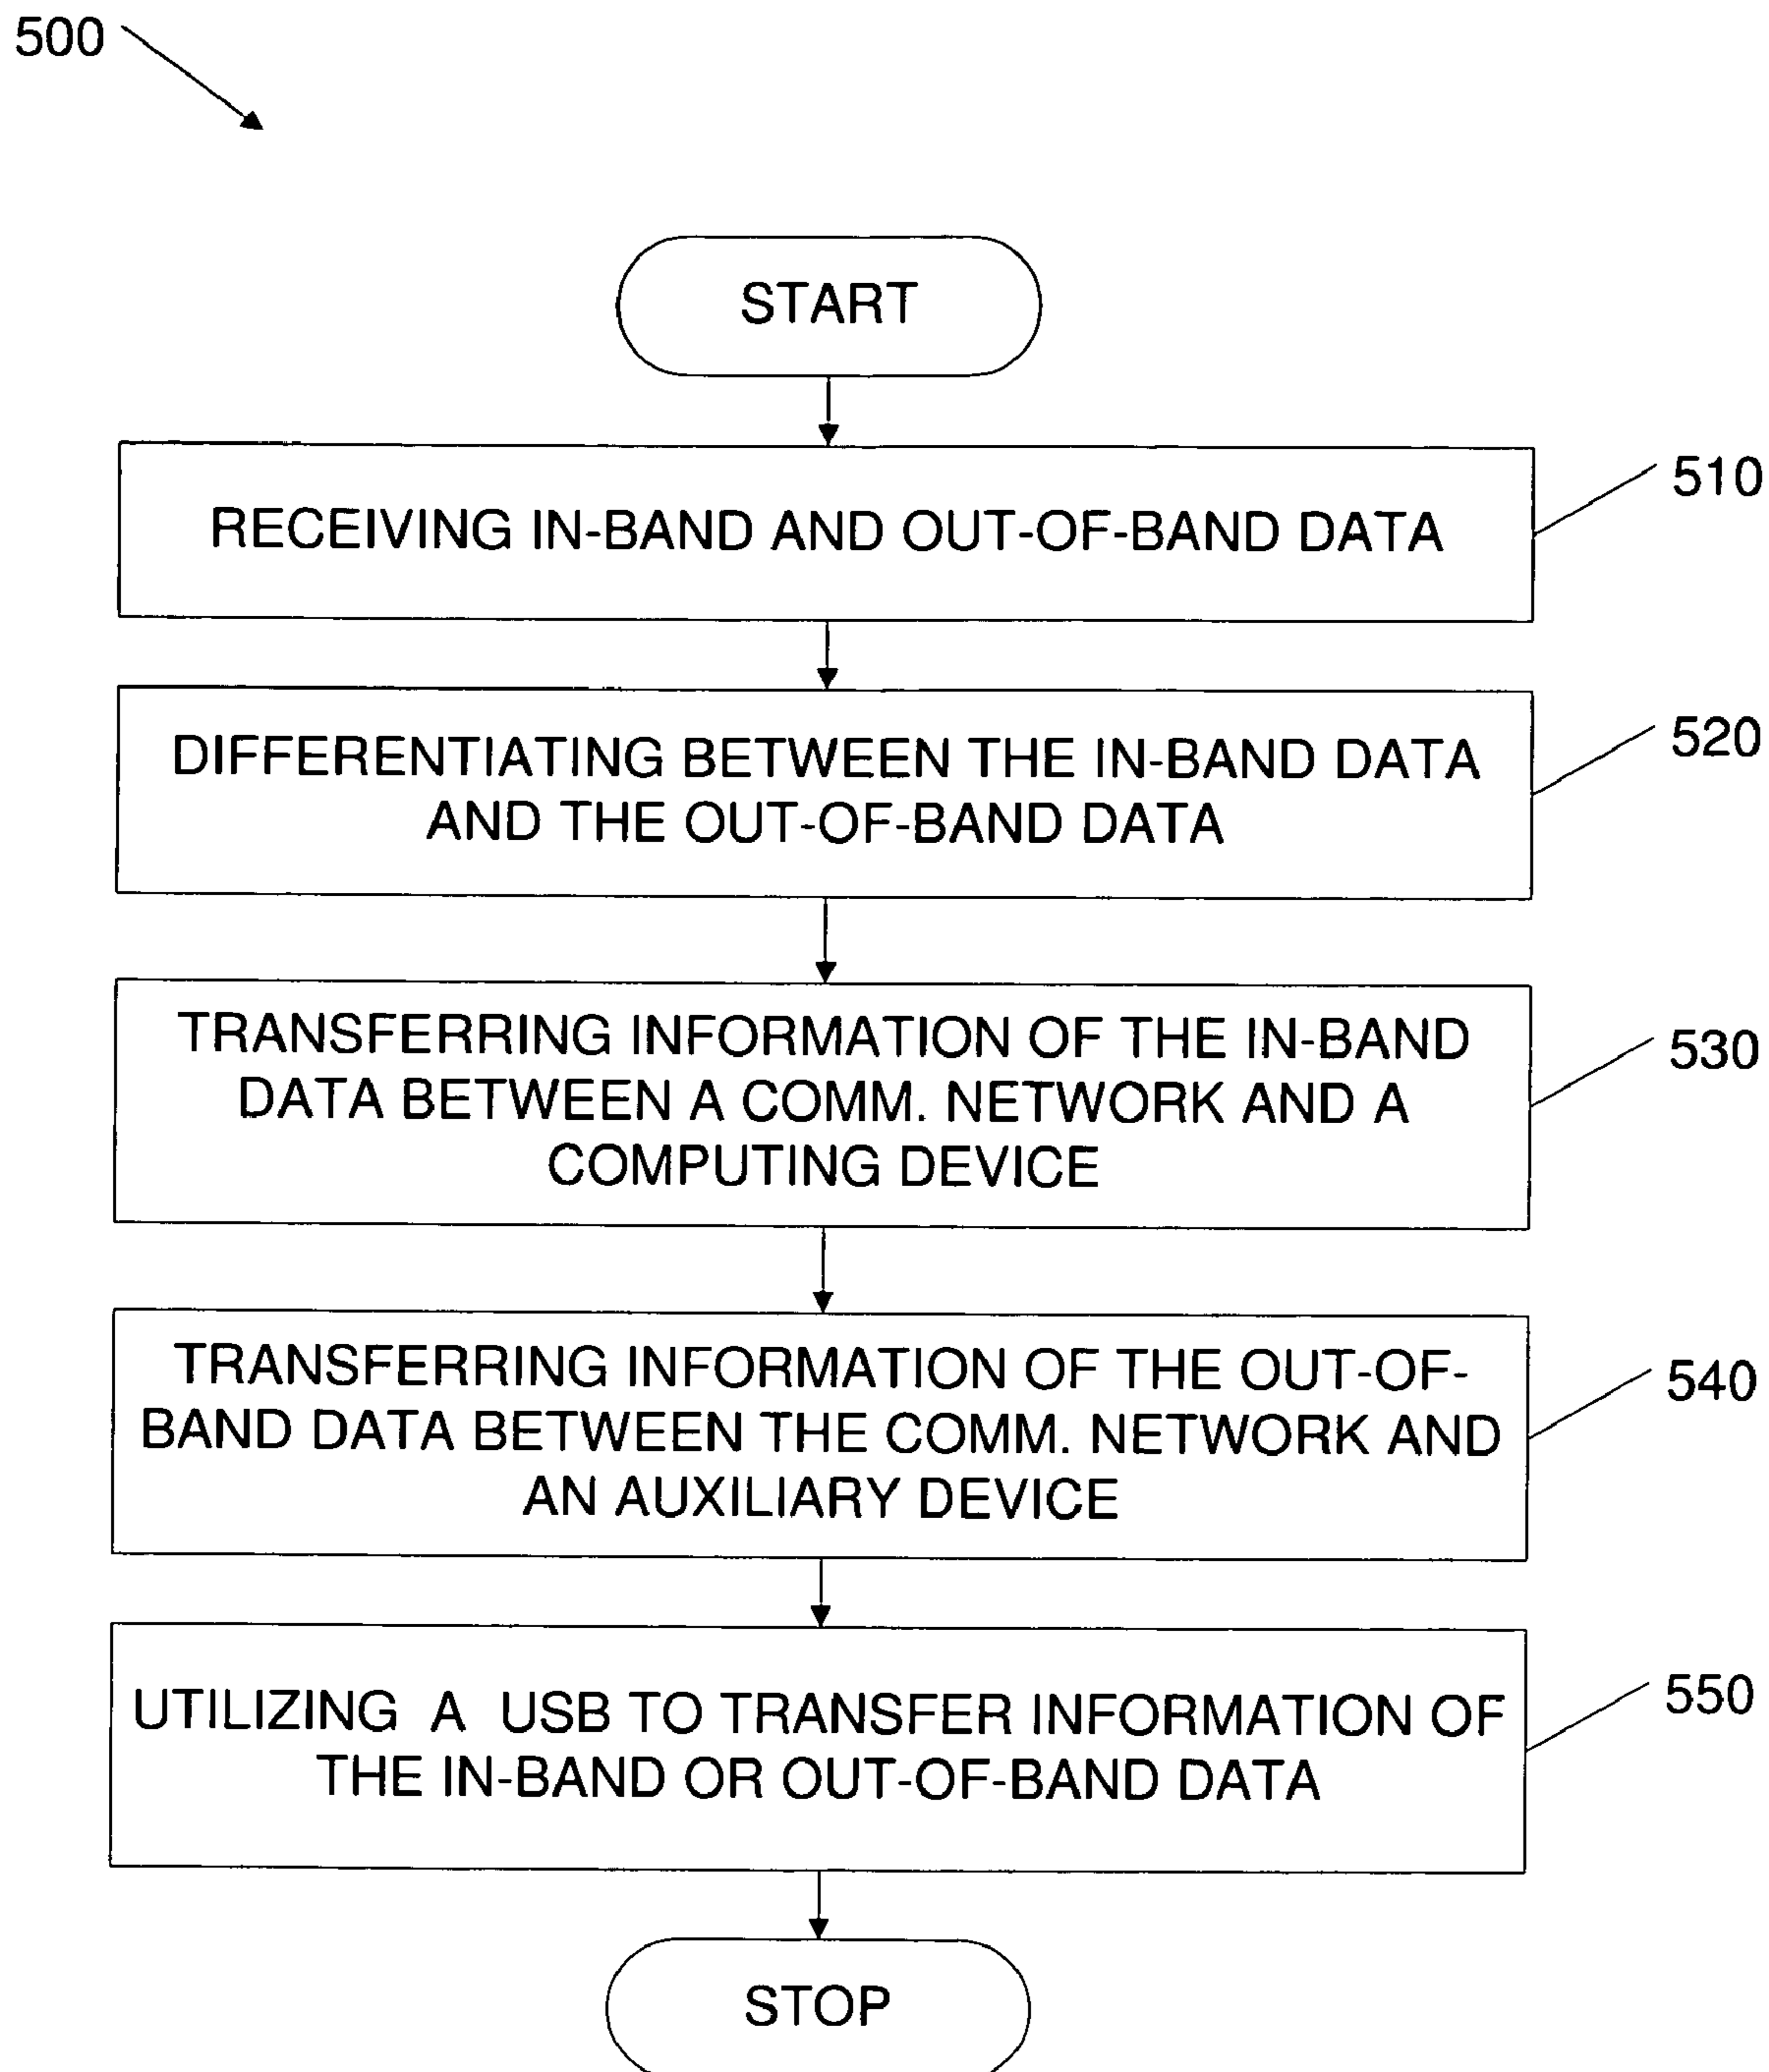 500
START
RECEIVING IN-BAND AND OUT-OF-BAND DATA
510
DIFFERENTIATING BETWEEN THE IN-BAND DATA
AND THE OUT-OF-BAND DATA
520
TRANSFERRING INFORMATION OF THE IN-BAND
DATA BETWEEN A COMM. NETWORK AND A
COMPUTING DEVICE
530
TRANSFERRING INFORMATION OF THE OUT-OF-
BAND DATA BETWEEN THE COMM. NETWORK AND
AN AUXILIARY DEVICE
540
UTILIZING A USB TO TRANSFER INFORMATION OF
THE IN-BAND OR OUT-OF-BAND DATA
550
STOP